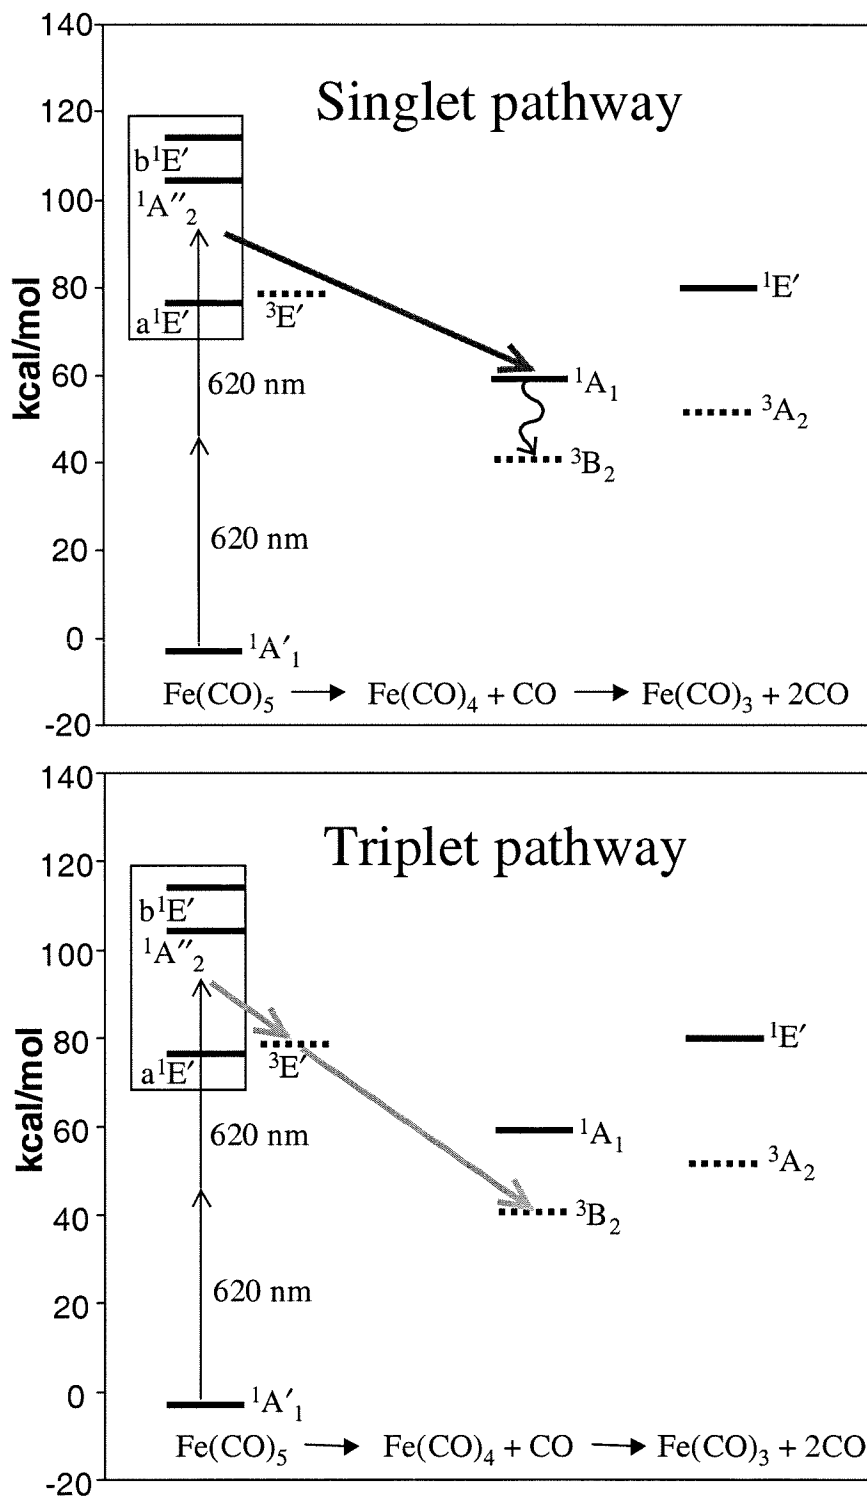 140
Singlet pathway
120
b¹E′
¹A″₂
100
80
¹E′
³E′
a¹E′
kcal/mol
620 nm
60
¹A₁
³A₂
40
³B₂
620 nm
20
0
¹A′₁
Fe(CO)₅ → Fe(CO)₄ + CO → Fe(CO)₃ + 2CO
-20
140
Triplet pathway
120
b¹E′
¹A″₂
100
80
¹E′
³E′
a¹E′
kcal/mol
620 nm
60
¹A₁
³A₂
40
³B₂
620 nm
20
0
¹A′₁
Fe(CO)₅ → Fe(CO)₄ + CO → Fe(CO)₃ + 2CO
-20